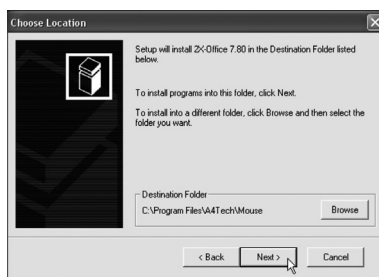 Choose Location
Setup will install 2X-Office 7.80 in the Destination Folder listed
below.
To install programs into this folder, click Next.
To install into a different folder, click Browse and then select the
folder you want.
Destination Folder
C:\Program Files\A4Tech\Mouse
Browse
< Back
Next >
Cancel